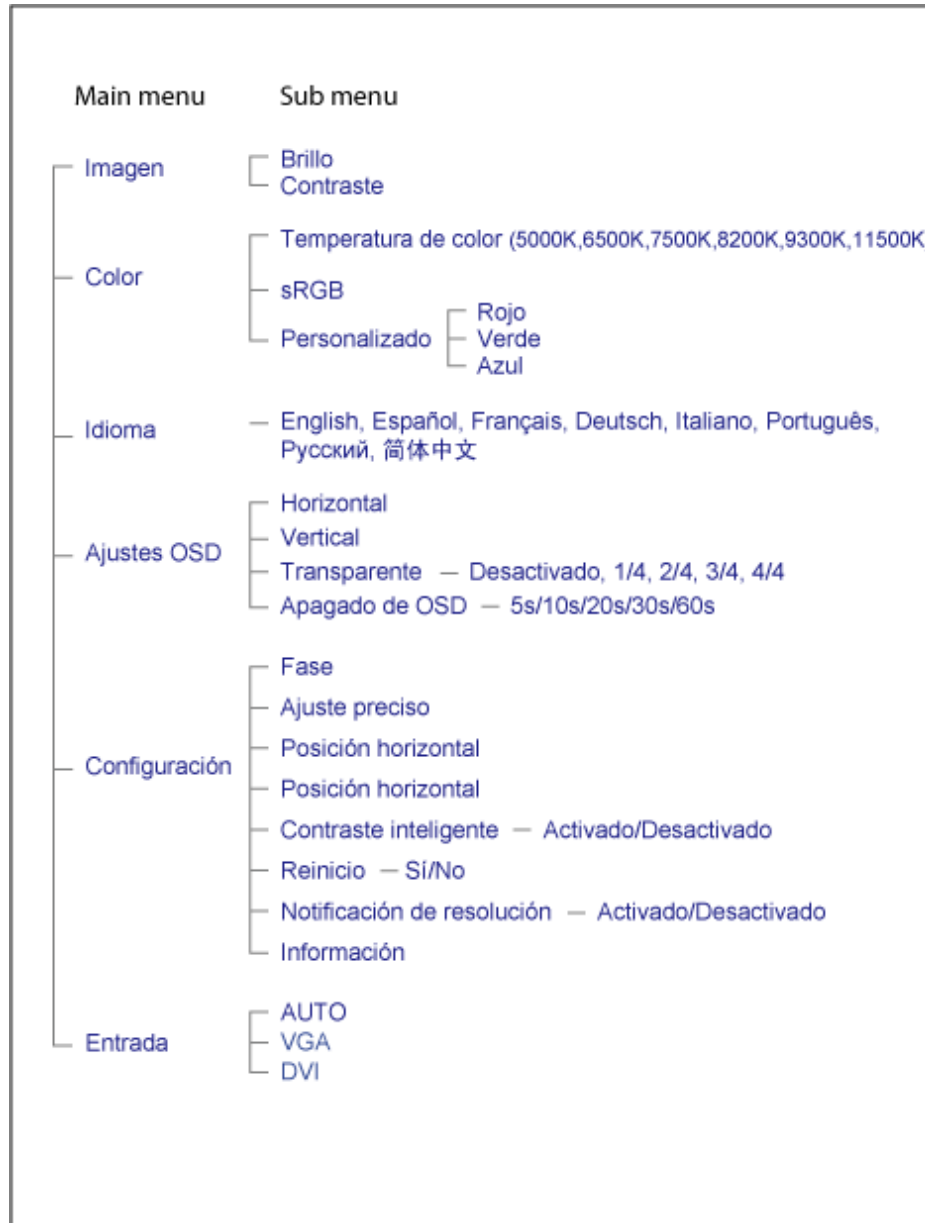 Main menu Sub menu
Imagen
Brillo
Contraste
Color
Temperatura de color (5000K,6500K,7500K,8200K,9300K,11500K
sRGB
Personalizado
Rojo
Verde
Azul
Idioma
English, Español, Français, Deutsch, Italiano, Português,
Русский, 简体中文
Ajustes OSD
Horizontal
Vertical
Transparente — Desactivado, 1/4, 2/4, 3/4, 4/4
Apagado de OSD — 5s/10s/20s/30s/60s
Configuración
Fase
Ajuste preciso
Posición horizontal
Posición horizontal
Contraste inteligente — Activado/Desactivado
Reinicio — Sí/No
Notificación de resolución — Activado/Desactivado
Información
Entrada
AUTO
VGA
DVI